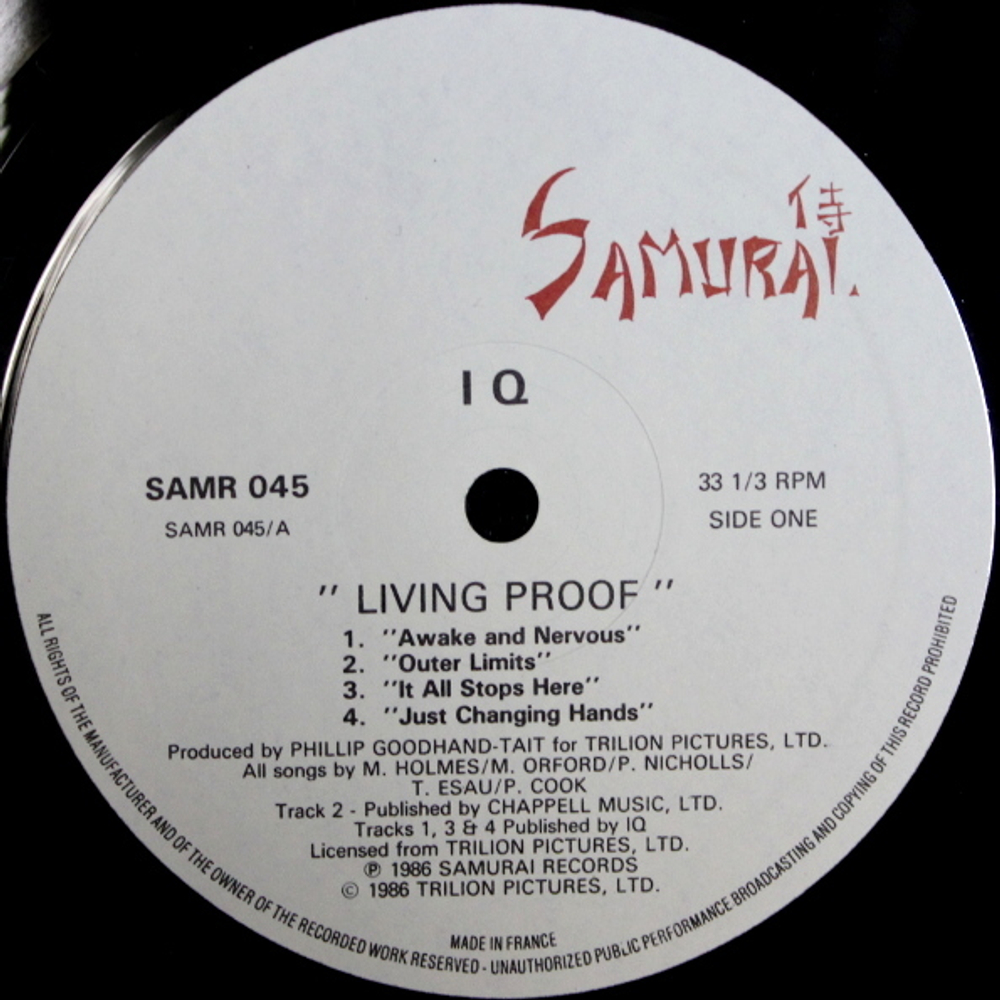 侍
SAMURAI.
I Q
SAMR 045
SAMR 045/A
33 1/3 RPM
SIDE ONE
" LIVING PROOF "
1. "Awake and Nervous"
2. "Outer Limits"
3. "It All Stops Here"
4. "Just Changing Hands"
Produced by PHILLIP GOODHAND-TAIT for TRILION PICTURES, LTD.
All songs by M. HOLMES/M. ORFORD/P. NICHOLLS/
T. ESAU/P. COOK
Track 2 - Published by CHAPPELL MUSIC, LTD.
Tracks 1, 3 & 4 Published by IQ
Licensed from TRILION PICTURES, LTD.
℗ 1986 SAMURAI RECORDS
© 1986 TRILION PICTURES, LTD.
MADE IN FRANCE
ALL RIGHTS OF THE MANUFACTURER AND OF THE OWNER OF THE RECORDED WORK RESERVED - UNAUTHORIZED PUBLIC PERFORMANCE BROADCASTING AND COPYING OF THIS RECORD PROHIBITED